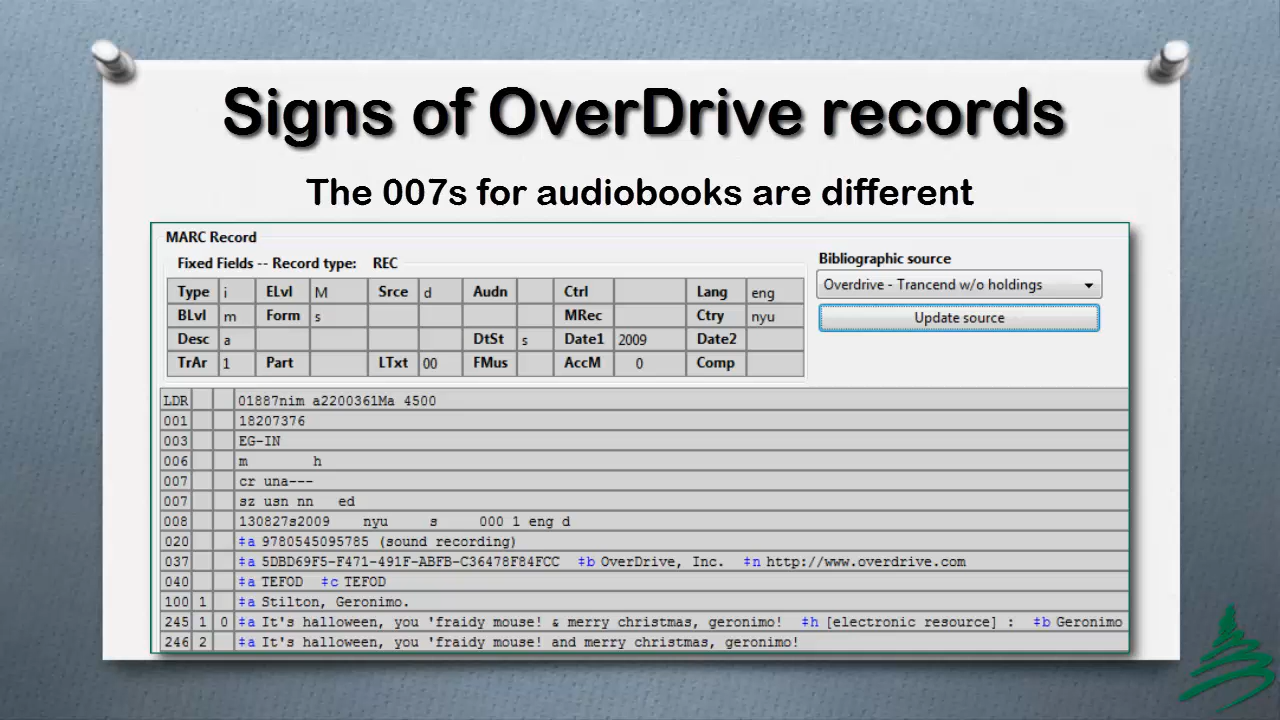 Signs of OverDrive records
The 007s for audiobooks are different
MARC Record
Fixed Fields -- Record type: REC
Bibliographic source
Overdrive - Trancend w/o holdings
Update source
Type i ELvl M Srce d Audn Ctrl Lang eng
BLvl m Form s MRec Ctry nyu
Desc a DtSt s Date1 2009 Date2
TrAr 1 Part LTxt 00 FMus AccM 0 Comp
LDR 01887nim a2200361Ma 4500
001 18207376
003 EG-IN
006 m h
007 cr una---
007 sz usn nn ed
008 130827s2009 nyu s 000 1 eng d
020 ‡a 9780545095785 (sound recording)
037 ‡a 5DBD69F5-F471-491F-ABFB-C36478F84FCC ‡b OverDrive, Inc. ‡n http://www.overdrive.com
040 ‡a TEFOD ‡c TEFOD
100 1 ‡a Stilton, Geronimo.
245 1 0 ‡a It's halloween, you 'fraidy mouse! & merry christmas, geronimo! ‡h [electronic resource] : ‡b Geronimo
246 2 ‡a It's halloween, you 'fraidy mouse! and merry christmas, geronimo!